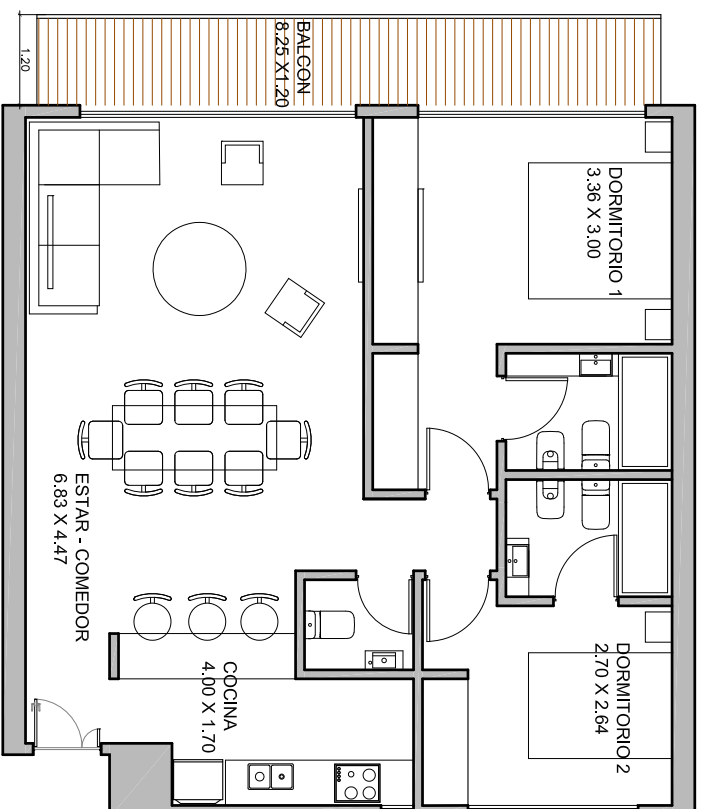 BALCON
8.25 X1.20
1.20
DORMITORIO 1
3.36 X 3.00
ESTAR - COMEDOR
6.83 X 4.47
COCINA
4.00 X 1.70
DORMITORIO 2
2.70 X 2.64